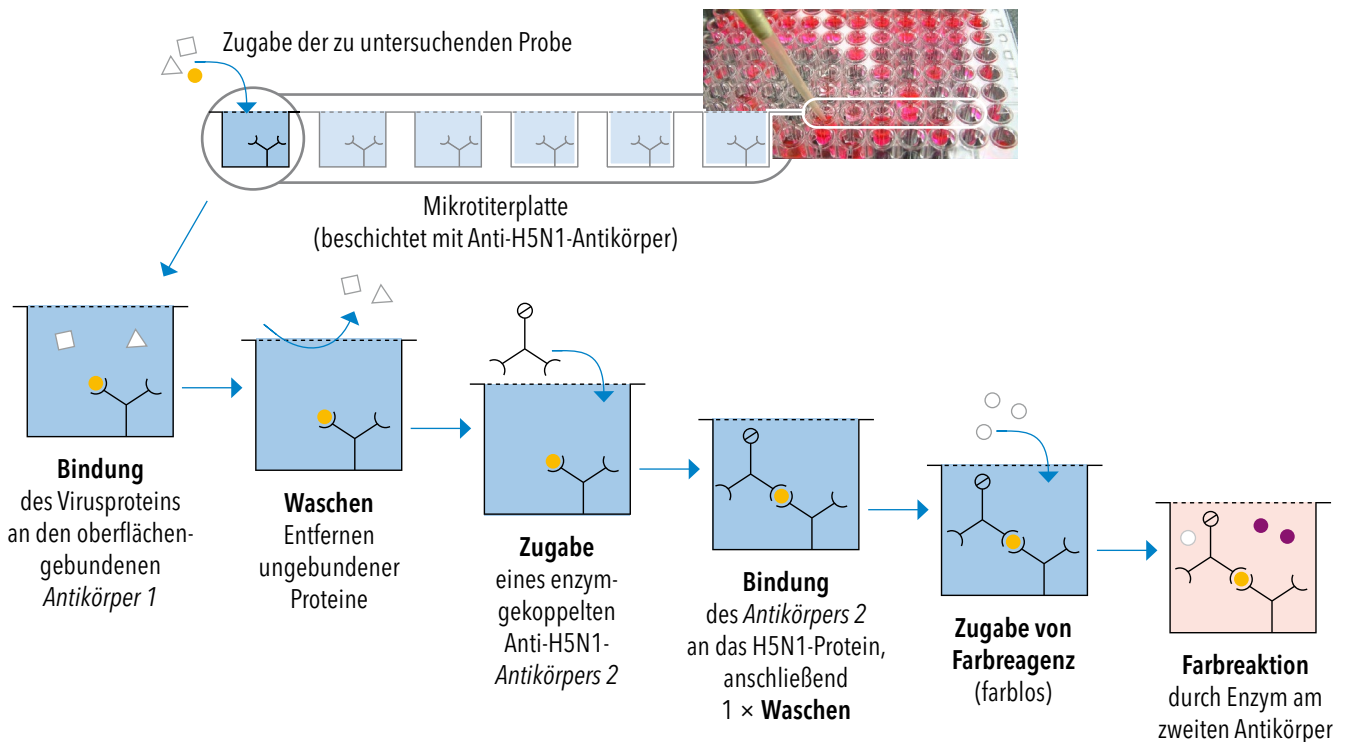 Zugabe der zu untersuchenden Probe
Mikrotiterplatte
(beschichtet mit Anti-H5N1-Antikörper)
Bindung
des Virusproteins
an den oberflächen-
gebundenen
Antikörper 1
Waschen
Entfernen
ungebundener
Proteine
Zugabe
eines enzym-
gekoppelten
Anti-H5N1-
Antikörpers 2
Bindung
des Antikörpers 2
an das H5N1-Protein,
anschließend
1 × Waschen
Zugabe von
Farbreagenz
(farblos)
Farbreaktion
durch Enzym am
zweiten Antikörper